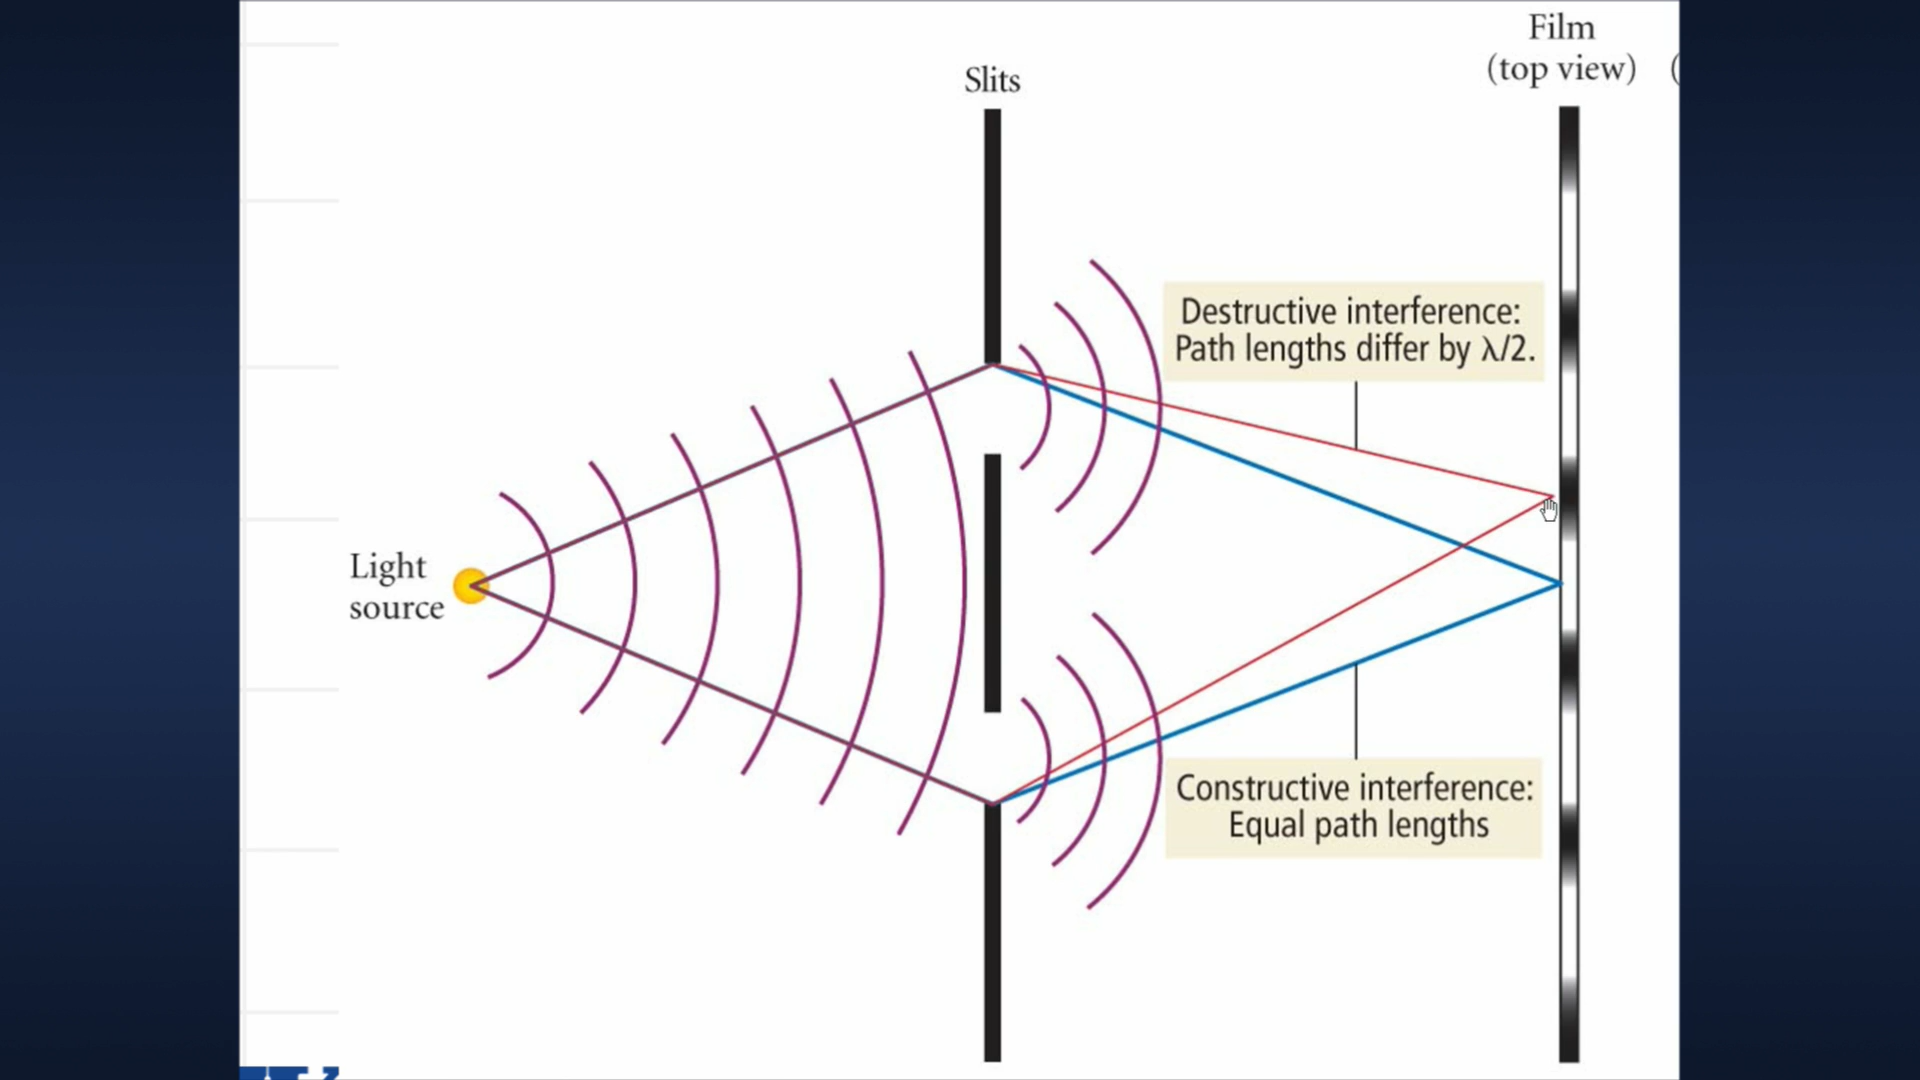 Film
(top view) (
Slits
Destructive interference:
Path lengths differ by λ/2.
Light
source
Constructive interference:
Equal path lengths